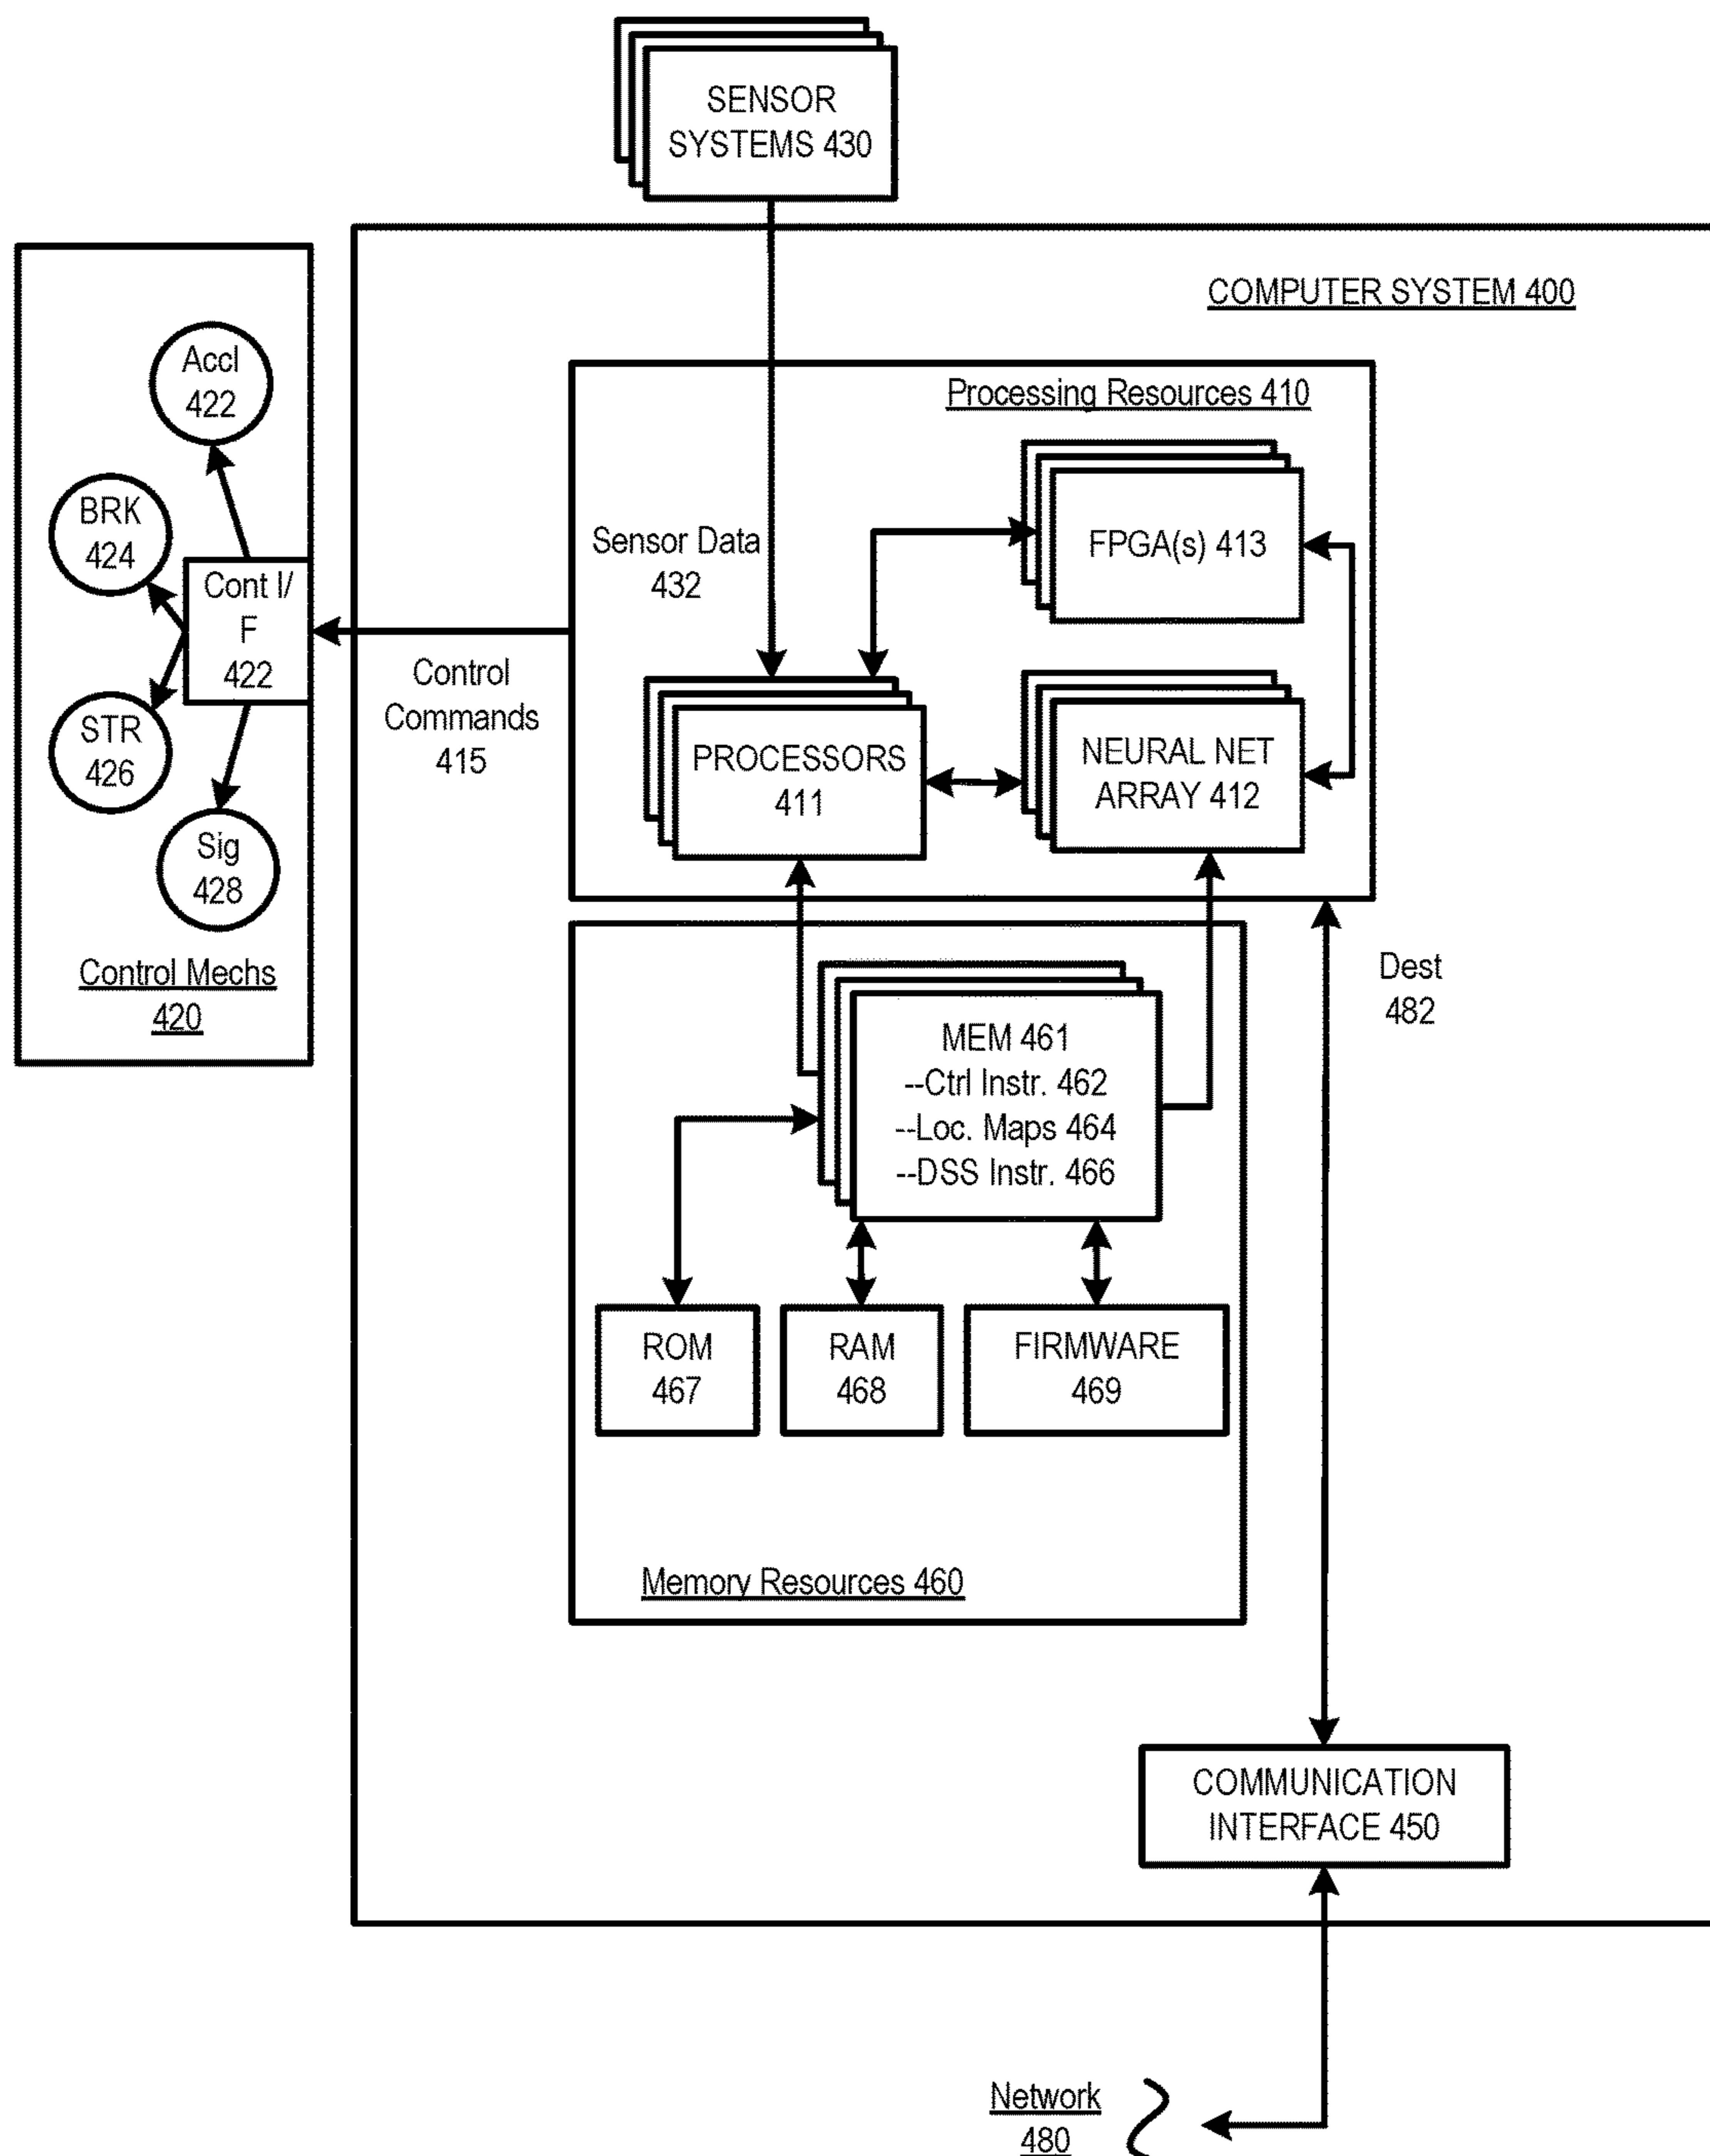 SENSOR
SYSTEMS 430
COMPUTER SYSTEM 400
Accl
422
BRK
424
Cont I/
F
422
STR
426
Sig
428
Control Mechs
420
Control
Commands
415
Processing Resources 410
Sensor Data
432
FPGA(s) 413
PROCESSORS
411
NEURAL NET
ARRAY 412
Dest
482
MEM 461
--Ctrl Instr. 462
--Loc. Maps 464
--DSS Instr. 466
ROM
467
RAM
468
FIRMWARE
469
Memory Resources 460
COMMUNICATION
INTERFACE 450
Network
480